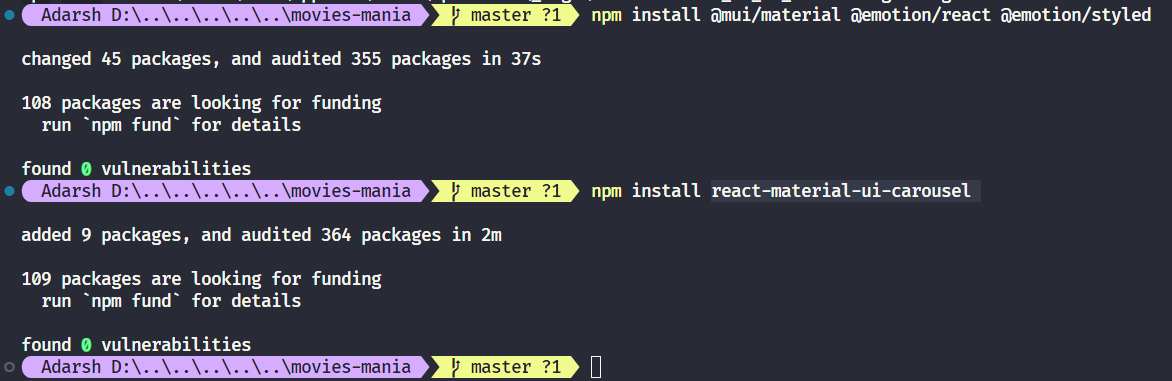 Adarsh D:\..\..\..\..\..\movies-mania master ?1 npm install @mui/material @emotion/react @emotion/styled
changed 45 packages, and audited 355 packages in 37s
108 packages are looking for funding
run `npm fund` for details
found 0 vulnerabilities
Adarsh D:\..\..\..\..\..\movies-mania master ?1 npm install react-material-ui-carousel
added 9 packages, and audited 364 packages in 2m
109 packages are looking for funding
run `npm fund` for details
found 0 vulnerabilities
Adarsh D:\..\..\..\..\..\movies-mania master ?1